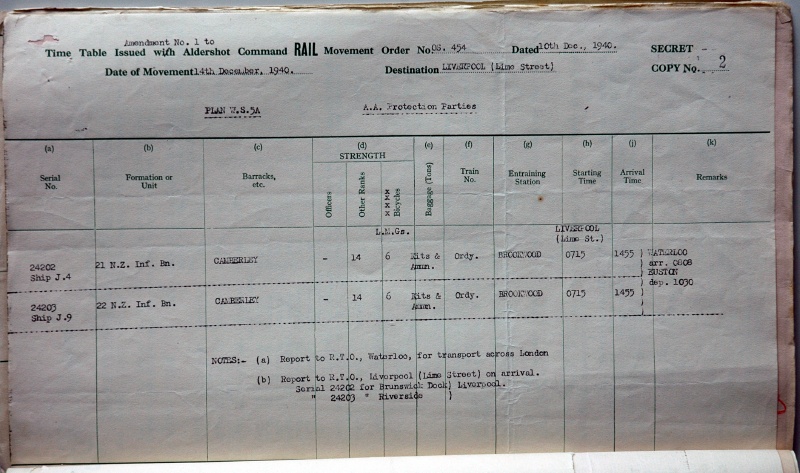 Amendment No. 1 to
Time Table Issued with Aldershot Command RAIL Movement Order No. OS. 454 Dated 10th Dec., 1940. SECRET
Date of Movement 14th December, 1940. Destination LIVERPOOL (Lime Street) COPY No. 2
PLAN W.S.5A A.A. Protection Parties
(a) (b) (c) (d) (e) (f) (g) (h) (j) (k)
Serial No. Formation or Unit Barracks, etc. STRENGTH Officers Other Ranks xxxx Bicycles Baggage (Tons) Train No. Entraining Station Starting Time Arrival Time Remarks
L.M.Gs. LIVERPOOL (Lime St.)
24202 Ship J.4 21 N.Z. Inf. Bn. CAMBERLEY - 14 6 Kits & Ammn. Ordy. BROOKWOOD 0715 1455 ) WATERLOO
) arr. 0808
) EUSTON
) dep. 1030
24203 Ship J.9 22 N.Z. Inf. Bn. CAMBERLEY - 14 6 Kits & Ammn. Ordy. BROOKWOOD 0715 1455 )
NOTES:- (a) Report to R.T.O., Waterloo, for transport across London
(b) Report to R.T.O., Liverpool (Lime Street) on arrival.
Serial 24202 for Brunswick Dock) Liverpool.
" 24203 " Riverside )